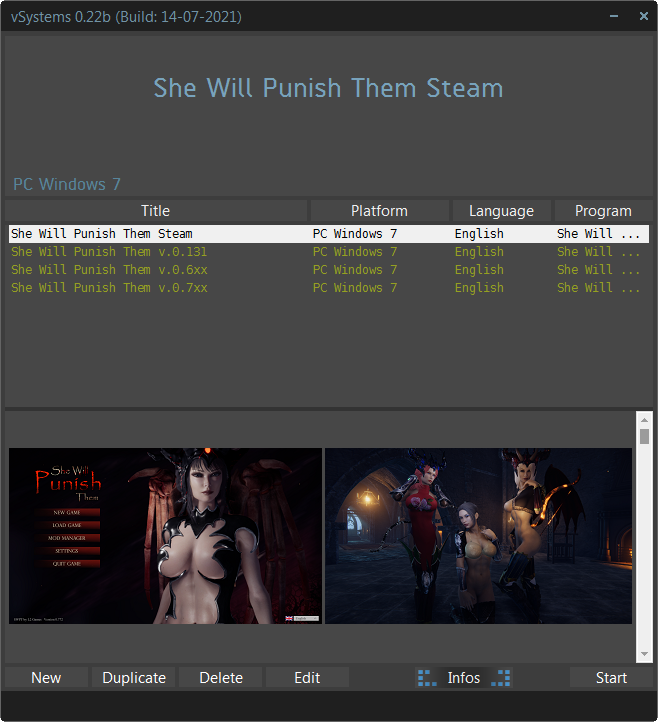 vSystems 0.22b (Build: 14-07-2021)
She Will Punish Them Steam
PC Windows 7
Title Platform Language Program
She Will Punish Them Steam PC Windows 7 English She Will ...
She Will Punish Them v.0.131 PC Windows 7 English She Will ...
She Will Punish Them v.0.6xx PC Windows 7 English She Will ...
She Will Punish Them v.0.7xx PC Windows 7 English She Will ...
She Will
Punish
Them
NEW GAME
LOAD GAME
MOD MANAGER
SETTINGS
QUIT GAME
English
New Duplicate Delete Edit Infos Start